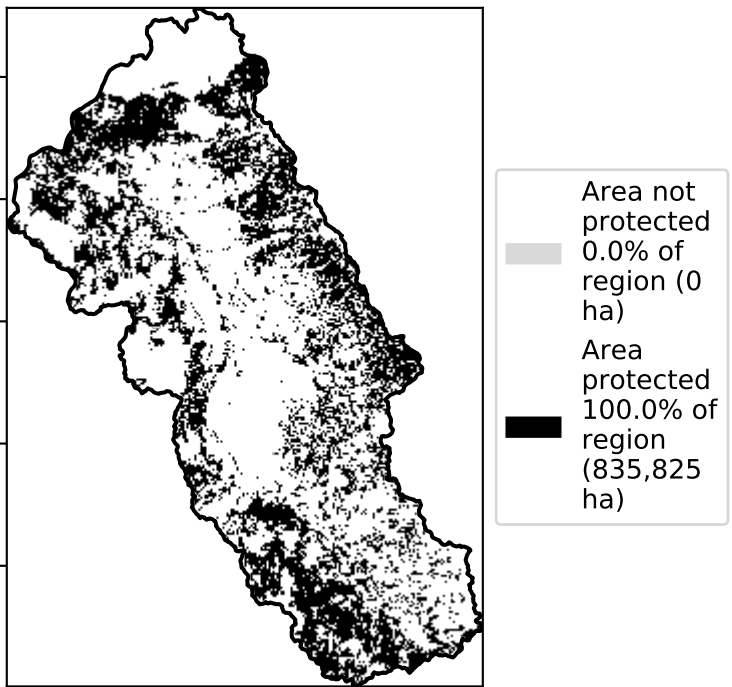 Area not
protected
0.0% of
region (0
ha)
Area
protected
100.0% of
region
(835,825
ha)